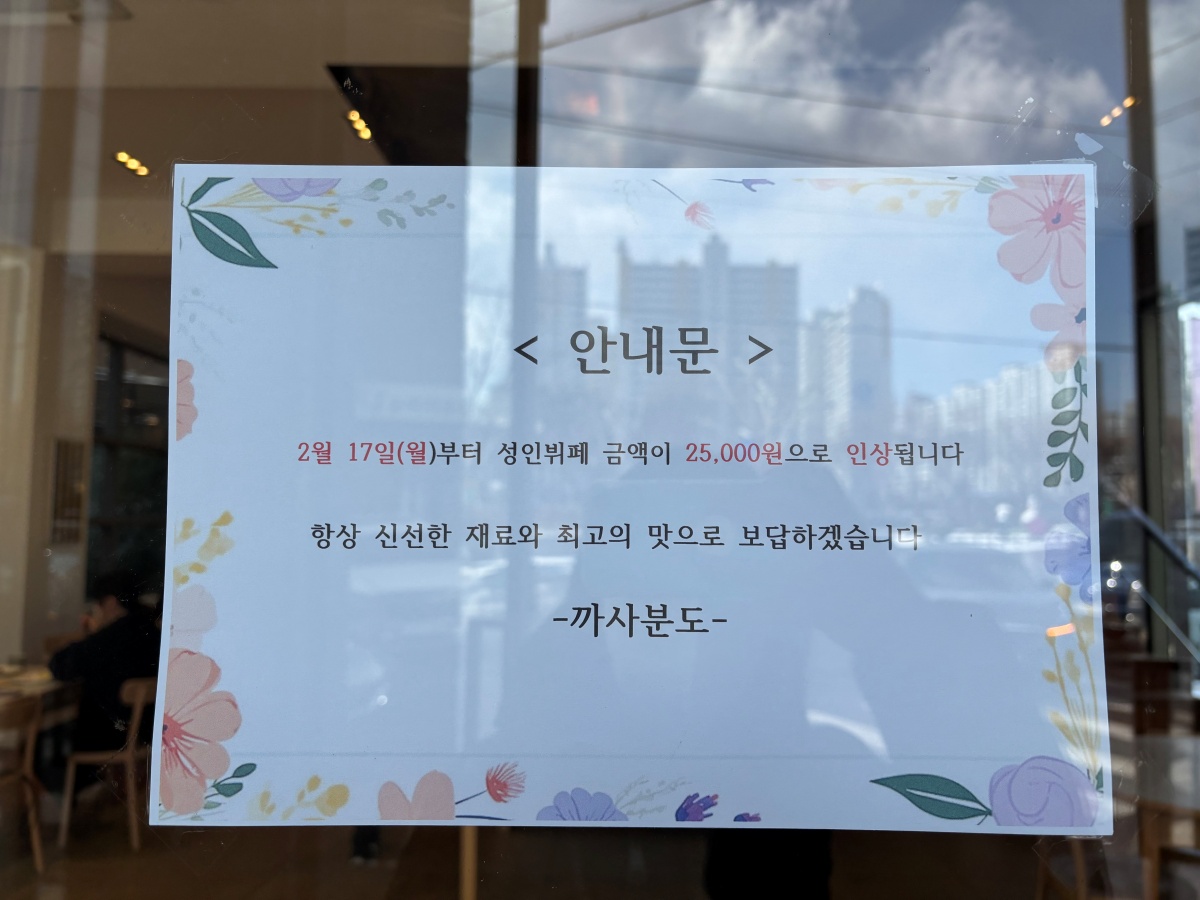 < 안내문 >
2월 17일(월)부터 성인뷔페 금액이 25,000원으로 인상됩니다
항상 신선한 재료와 최고의 맛으로 보답하겠습니다
-까사분도-